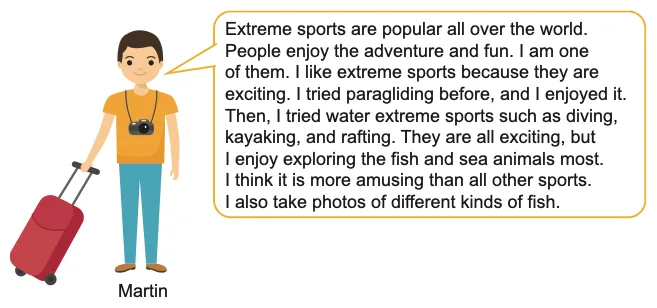 Extreme sports are popular all over the world.
People enjoy the adventure and fun. I am one
of them. I like extreme sports because they are
exciting. I tried paragliding before, and I enjoyed it.
Then, I tried water extreme sports such as diving,
kayaking, and rafting. They are all exciting, but
I enjoy exploring the fish and sea animals most.
I think it is more amusing than all other sports.
I also take photos of different kinds of fish.
Martin